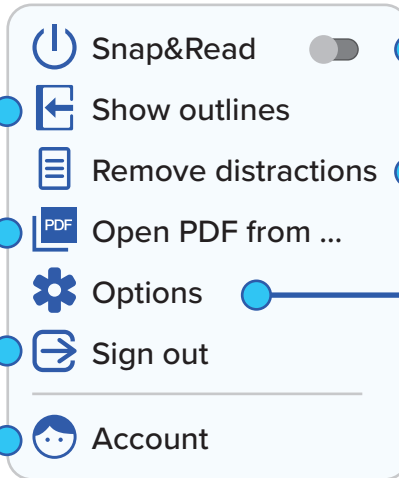 Snap&Read
Show outlines
Remove distractions
PDF
Open PDF from ...
Options
Sign out
Account